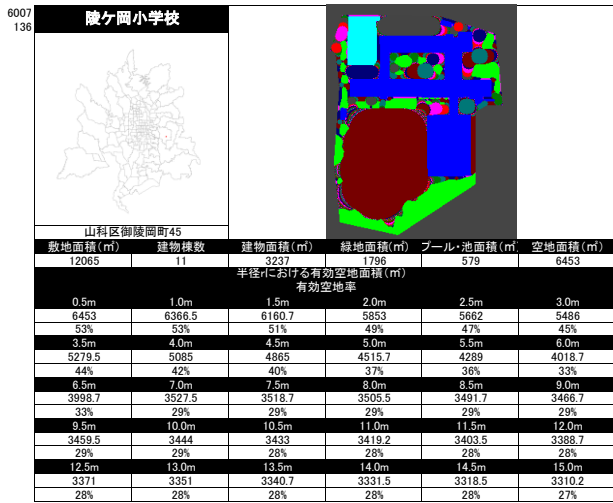 6007
136
陵ケ岡小学校
山科区御陵岡町45
敷地面積(㎡) 建物棟数 建物面積(㎡) 緑地面積(㎡) プール・池面積(㎡ 空地面積(㎡)
12065 11 3237 1796 579 6453
半径rにおける有効空地面積(㎡)
有効空地率
0.5m 1.0m 1.5m 2.0m 2.5m 3.0m
6453 6366.5 6160.7 5853 5662 5486
53% 53% 51% 49% 47% 45%
3.5m 4.0m 4.5m 5.0m 5.5m 6.0m
5279.5 5085 4865 4515.7 4289 4018.7
44% 42% 40% 37% 36% 33%
6.5m 7.0m 7.5m 8.0m 8.5m 9.0m
3998.7 3527.5 3518.7 3505.5 3491.7 3466.7
33% 29% 29% 29% 29% 29%
9.5m 10.0m 10.5m 11.0m 11.5m 12.0m
3459.5 3444 3433 3419.2 3403.5 3388.7
29% 29% 28% 28% 28% 28%
12.5m 13.0m 13.5m 14.0m 14.5m 15.0m
3371 3351 3340.7 3331.5 3318.5 3310.2
28% 28% 28% 28% 28% 27%